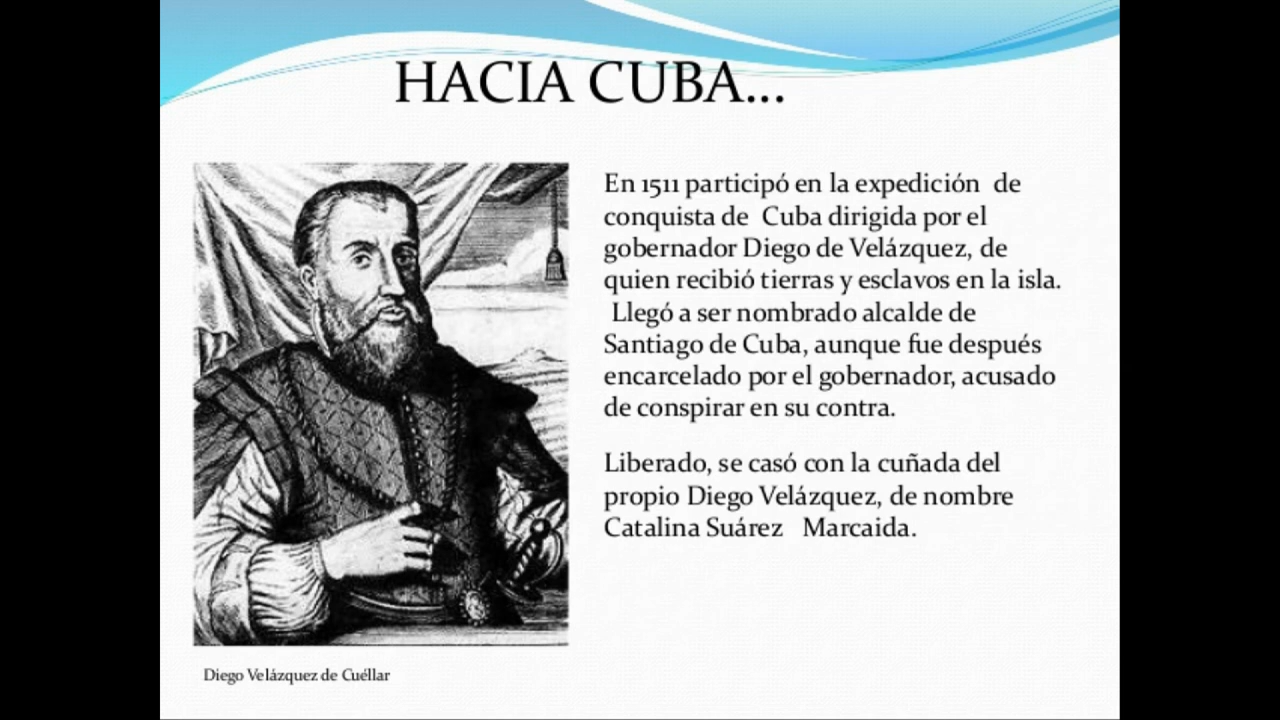 HACIA CUBA...
En 1511 participó en la expedición de
conquista de Cuba dirigida por el
gobernador Diego de Velázquez, de
quien recibió tierras y esclavos en la isla.
Llegó a ser nombrado alcalde de
Santiago de Cuba, aunque fue después
encarcelado por el gobernador, acusado
de conspirar en su contra.
Liberado, se casó con la cuñada del
propio Diego Velázquez, de nombre
Catalina Suárez Marcaida.
Diego Velázquez de Cuéllar